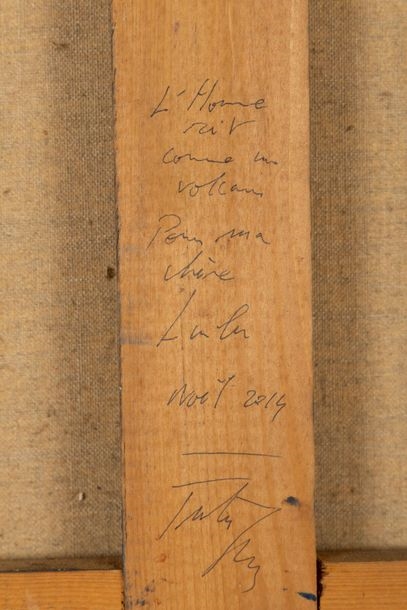 L'Homme
rit
comme un
volcan
Pour ma
chère
Lulu
Noël 2014